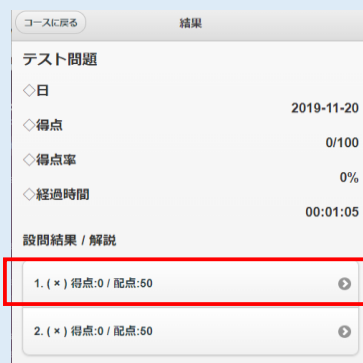 コースに戻る
結果
テスト問題
◇日
2019-11-20
◇得点
0/100
◇得点率
0%
◇経過時間
00:01:05
設問結果 / 解説
1. ( × ) 得点:0 / 配点:50
2. ( × ) 得点:0 / 配点:50